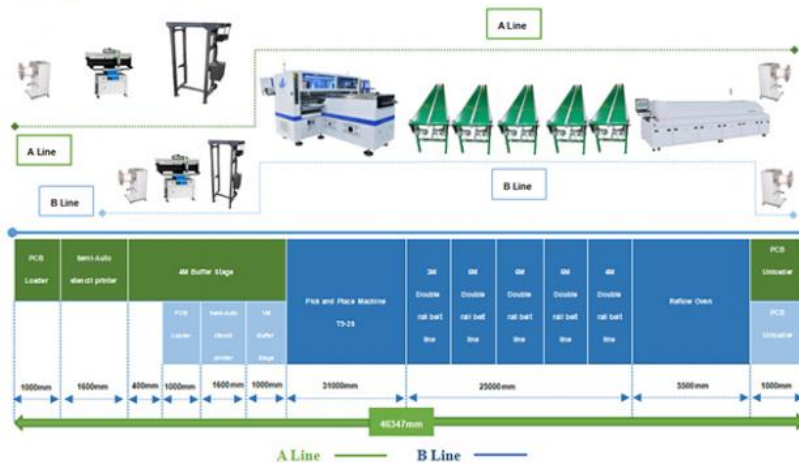 A Line
A Line
B Line
B Line
PCB
Loader
Semi-Auto
stencil printer
4M Buffer Stage
PCB
Loader
Semi-Auto
stencil
printer
1M
Buffer
Stage
Pick and Place Machine
T9-2S
3M
Double
rail belt
line
6M
Double
rail belt
line
6M
Double
rail belt
line
6M
Double
rail belt
line
4M
Double
rail belt
line
Reflow Oven
PCB
Unloader
PCB
Unloader
1000mm
1600mm
400mm
1000mm
1600mm
1000mm
31000mm
25000mm
5500mm
1000mm
46347mm
A Line
B Line